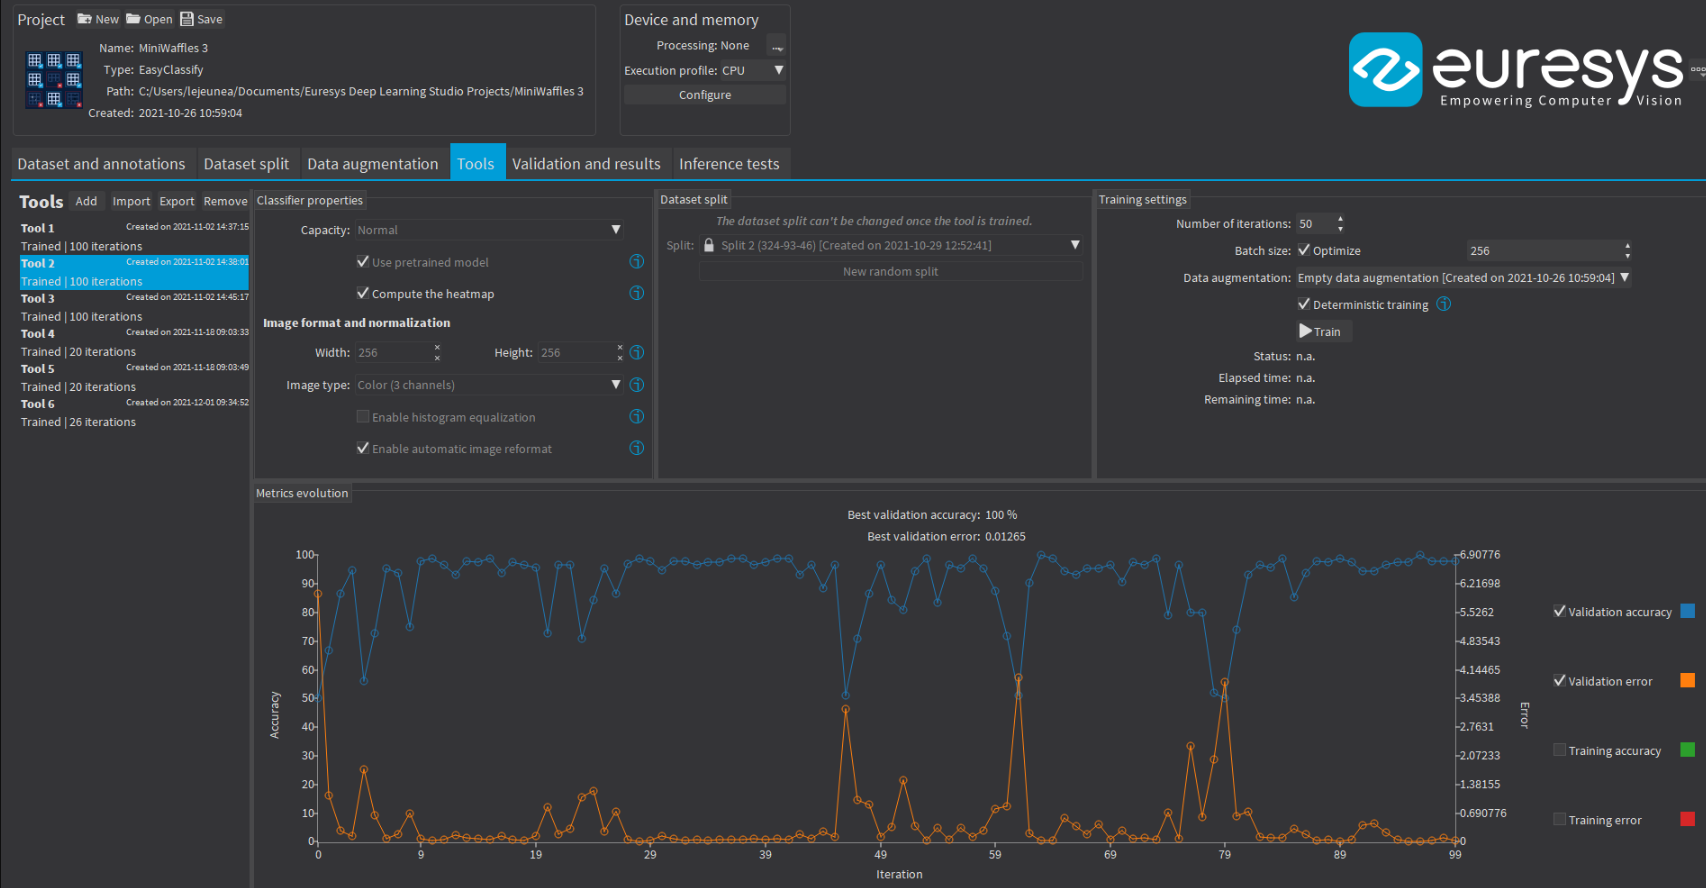 Project New Open Save
Name: MiniWaffles 3
Type: EasyClassify
Path: C:/Users/lejeunea/Documents/Euresys Deep Learning Studio Projects/MiniWaffles 3
Created: 2021-10-26 10:59:04
Device and memory
Processing: None ...
Execution profile: CPU
Configure
euresys
Empowering Computer Vision
Dataset and annotations Dataset split Data augmentation Tools Validation and results Inference tests
Tools Add Import Export Remove
Tool 1 Created on 2021-11-02 14:37:15
Trained | 100 iterations
Tool 2 Created on 2021-11-02 14:38:01
Trained | 100 iterations
Tool 3 Created on 2021-11-02 14:45:17
Trained | 100 iterations
Tool 4 Created on 2021-11-18 09:03:33
Trained | 20 iterations
Tool 5 Created on 2021-11-18 09:03:49
Trained | 20 iterations
Tool 6 Created on 2021-12-01 09:34:52
Trained | 26 iterations
Classifier properties
Capacity: Normal
Use pretrained model
Compute the heatmap
Image format and normalization
Width: 256 Height: 256
Image type: Color (3 channels)
Enable histogram equalization
Enable automatic image reformat
Dataset split
The dataset split can't be changed once the tool is trained.
Split: Split 2 (324-93-46) [Created on 2021-10-29 12:52:41]
New random split
Training settings
Number of iterations: 50
Batch size: Optimize 256
Data augmentation: Empty data augmentation [Created on 2021-10-26 10:59:04]
Deterministic training
Train
Status: n.a.
Elapsed time: n.a.
Remaining time: n.a.
Metrics evolution
Best validation accuracy: 100 %
Best validation error: 0.01265
100 6.90776
90 6.21698
80 5.5262
70 4.83543
60 4.14465
50 3.45388
40 2.7631
30 2.07233
20 1.38155
10 0.690776
0 0
Accuracy
Error
0 9 19 29 39 49 59 69 79 89 99
Iteration
Validation accuracy
Validation error
Training accuracy
Training error